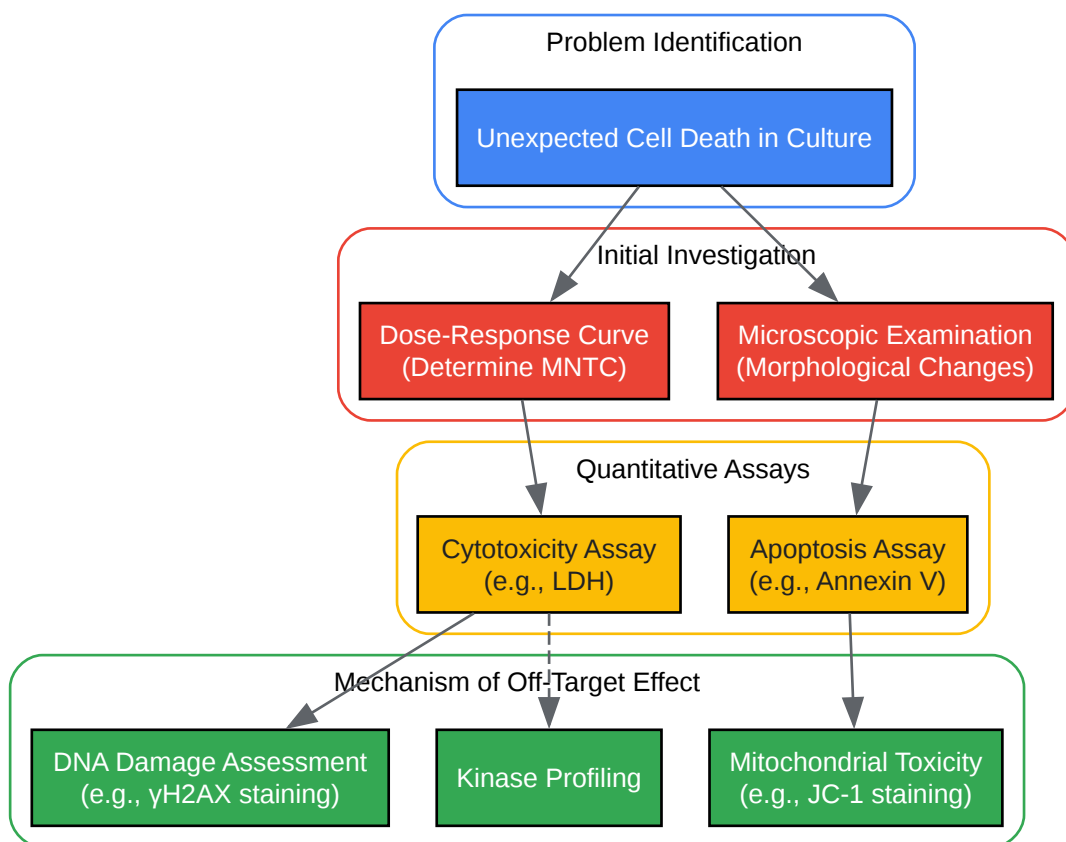 Problem Identification
Unexpected Cell Death in Culture
Initial Investigation
Dose-Response Curve
(Determine MNTC)
Microscopic Examination
(Morphological Changes)
Quantitative Assays
Cytotoxicity Assay
(e.g., LDH)
Apoptosis Assay
(e.g., Annexin V)
Mechanism of Off-Target Effect
DNA Damage Assessment
(e.g., γH2AX staining)
Kinase Profiling
Mitochondrial Toxicity
(e.g., JC-1 staining)